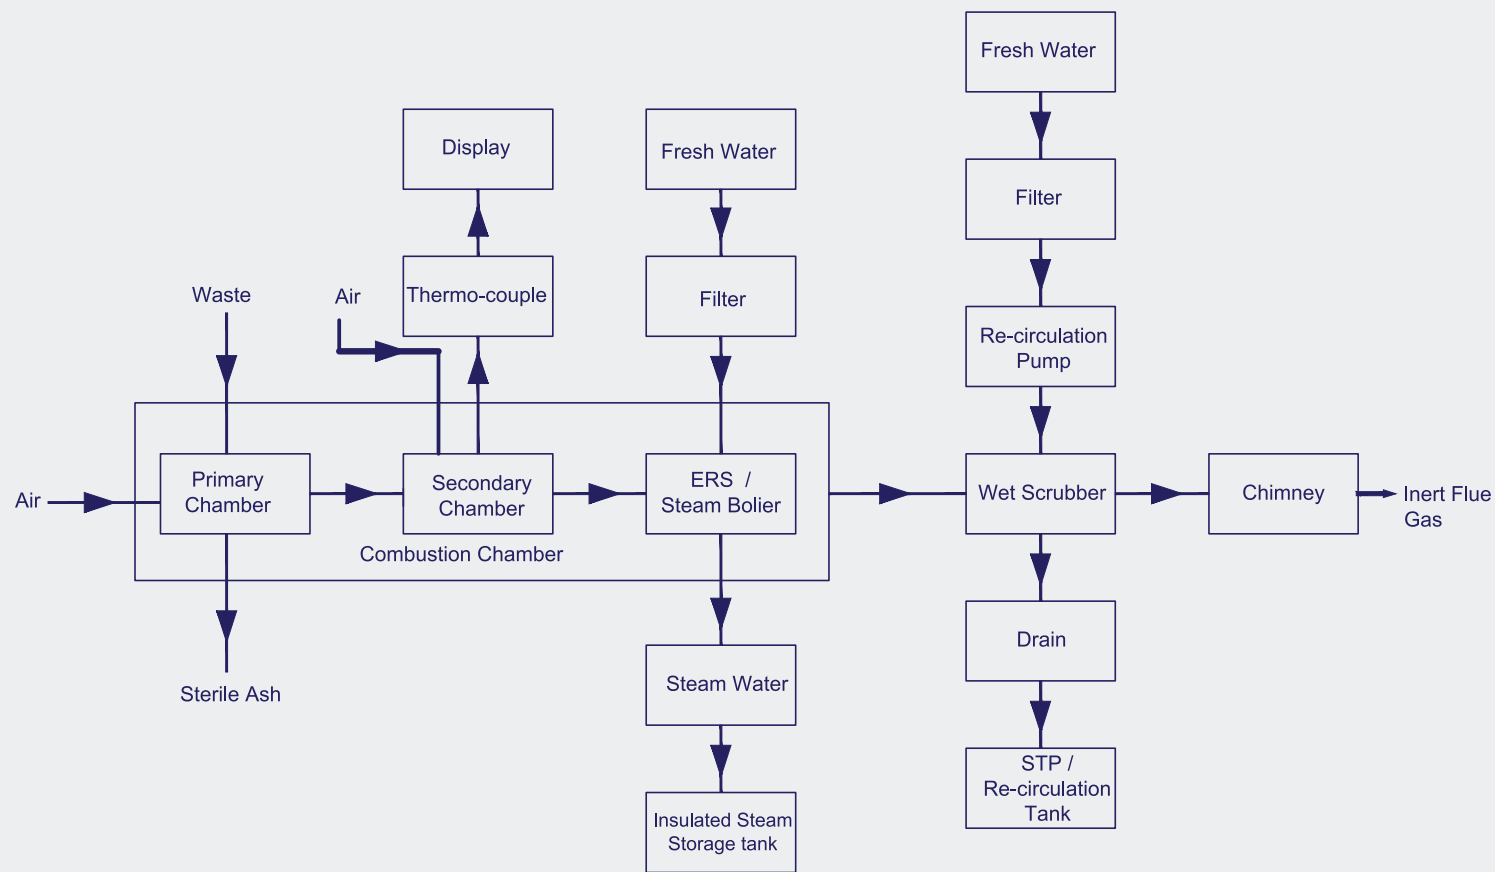 Fresh Water
Display
Fresh Water
Filter
Waste
Air
Thermo-couple
Filter
Re-circulation
Pump
Air
Primary
Chamber
Secondary
Chamber
ERS /
Steam Bolier
Wet Scrubber
Chimney
Inert Flue
Gas
Combustion Chamber
Sterile Ash
Steam Water
Drain
Insulated Steam
Storage tank
STP /
Re-circulation
Tank